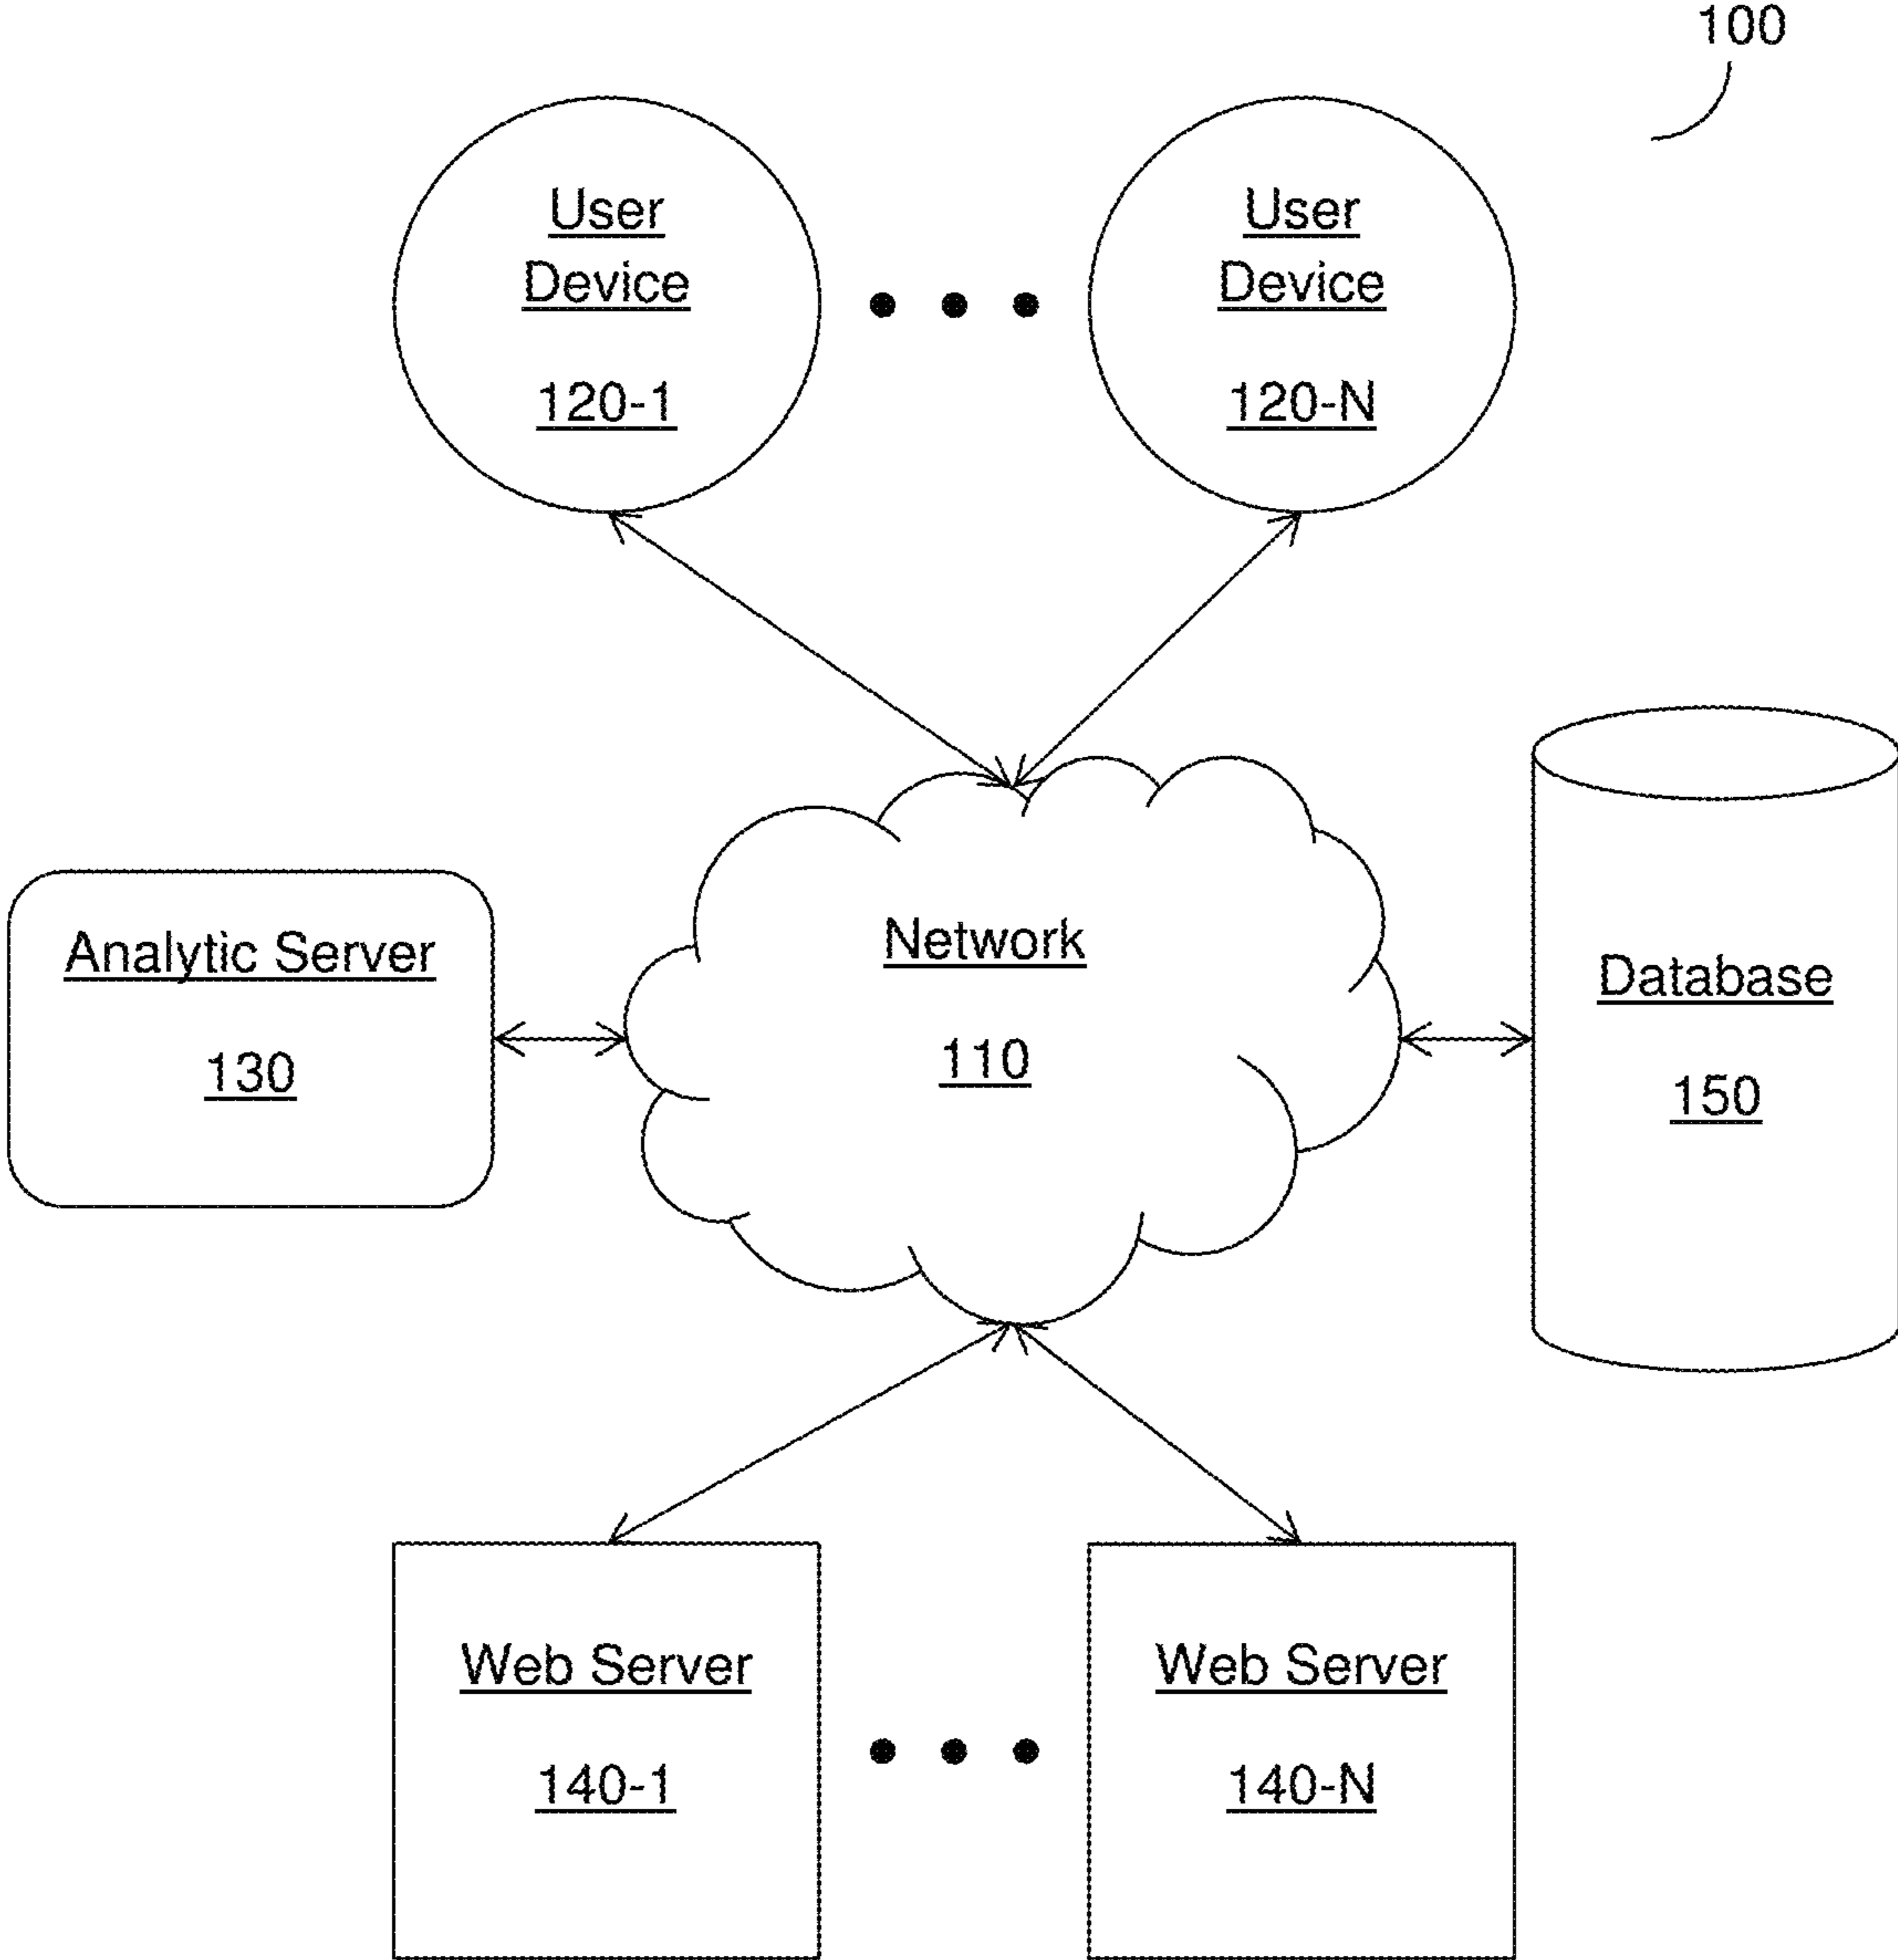 100
User
Device
120-1
User
Device
120-N
Analytic Server
130
Network
110
Database
150
Web Server
140-1
Web Server
140-N